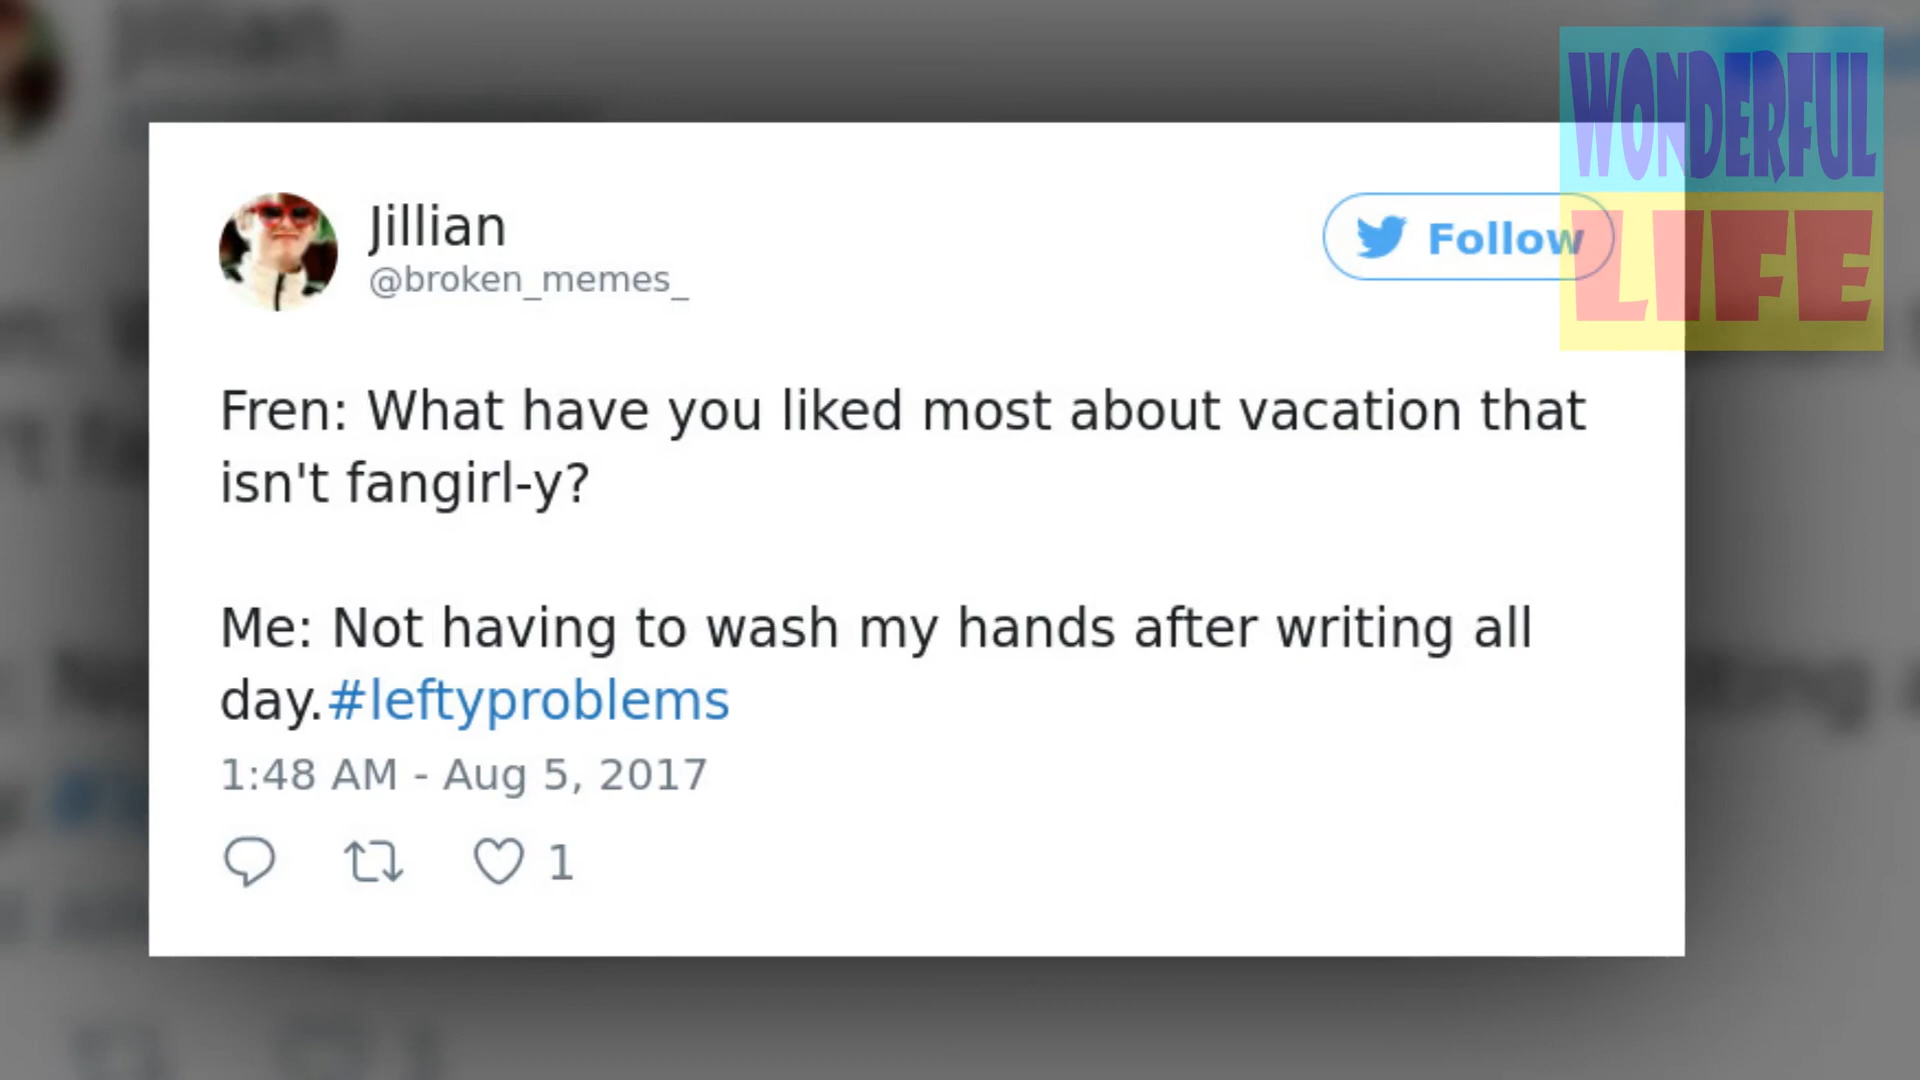 WONDERFUL
LIFE
Jillian
@broken_memes_
Follow
Fren: What have you liked most about vacation that
isn't fangirl-y?
Me: Not having to wash my hands after writing all
day.#leftyproblems
1:48 AM - Aug 5, 2017
1